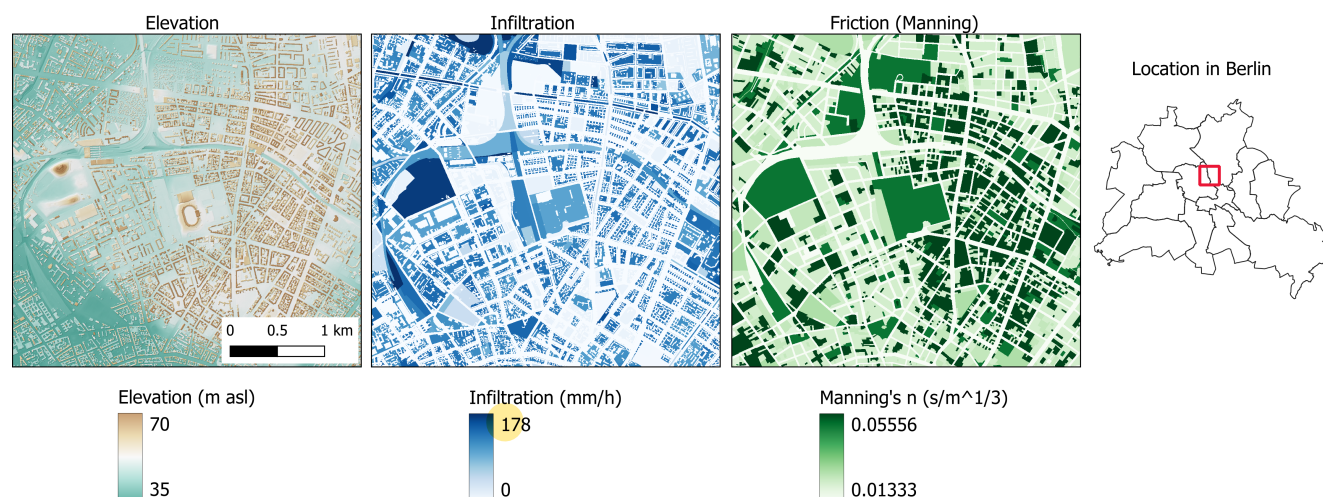 Elevation
Infiltration
Friction (Manning)
Location in Berlin
0 0.5 1 km
Elevation (m asl)
70
35
Infiltration (mm/h)
178
0
Manning's n (s/m^1/3)
0.05556
0.01333